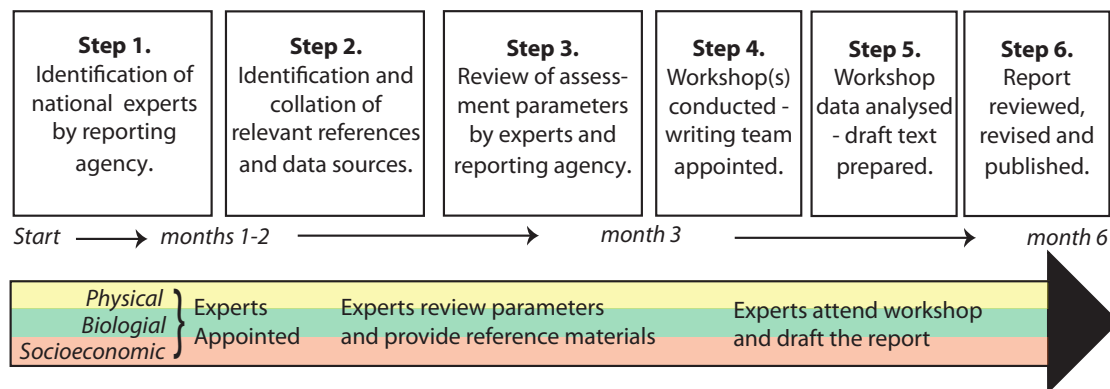 Step 1.
Identification of
national experts
by reporting
agency.
Step 2.
Identification and
collation of
relevant references
and data sources.
Step 3.
Review of assess-
ment parameters
by experts and
reporting agency.
Step 4.
Workshop(s)
conducted -
writing team
appointed.
Step 5.
Workshop
data analysed
- draft text
prepared.
Step 6.
Report
reviewed,
revised and
published.
Start
months 1-2
month 3
month 6
Physical
Biological
Socioeconomic
Experts
Appointed
Experts review parameters
and provide reference materials
Experts attend workshop
and draft the report